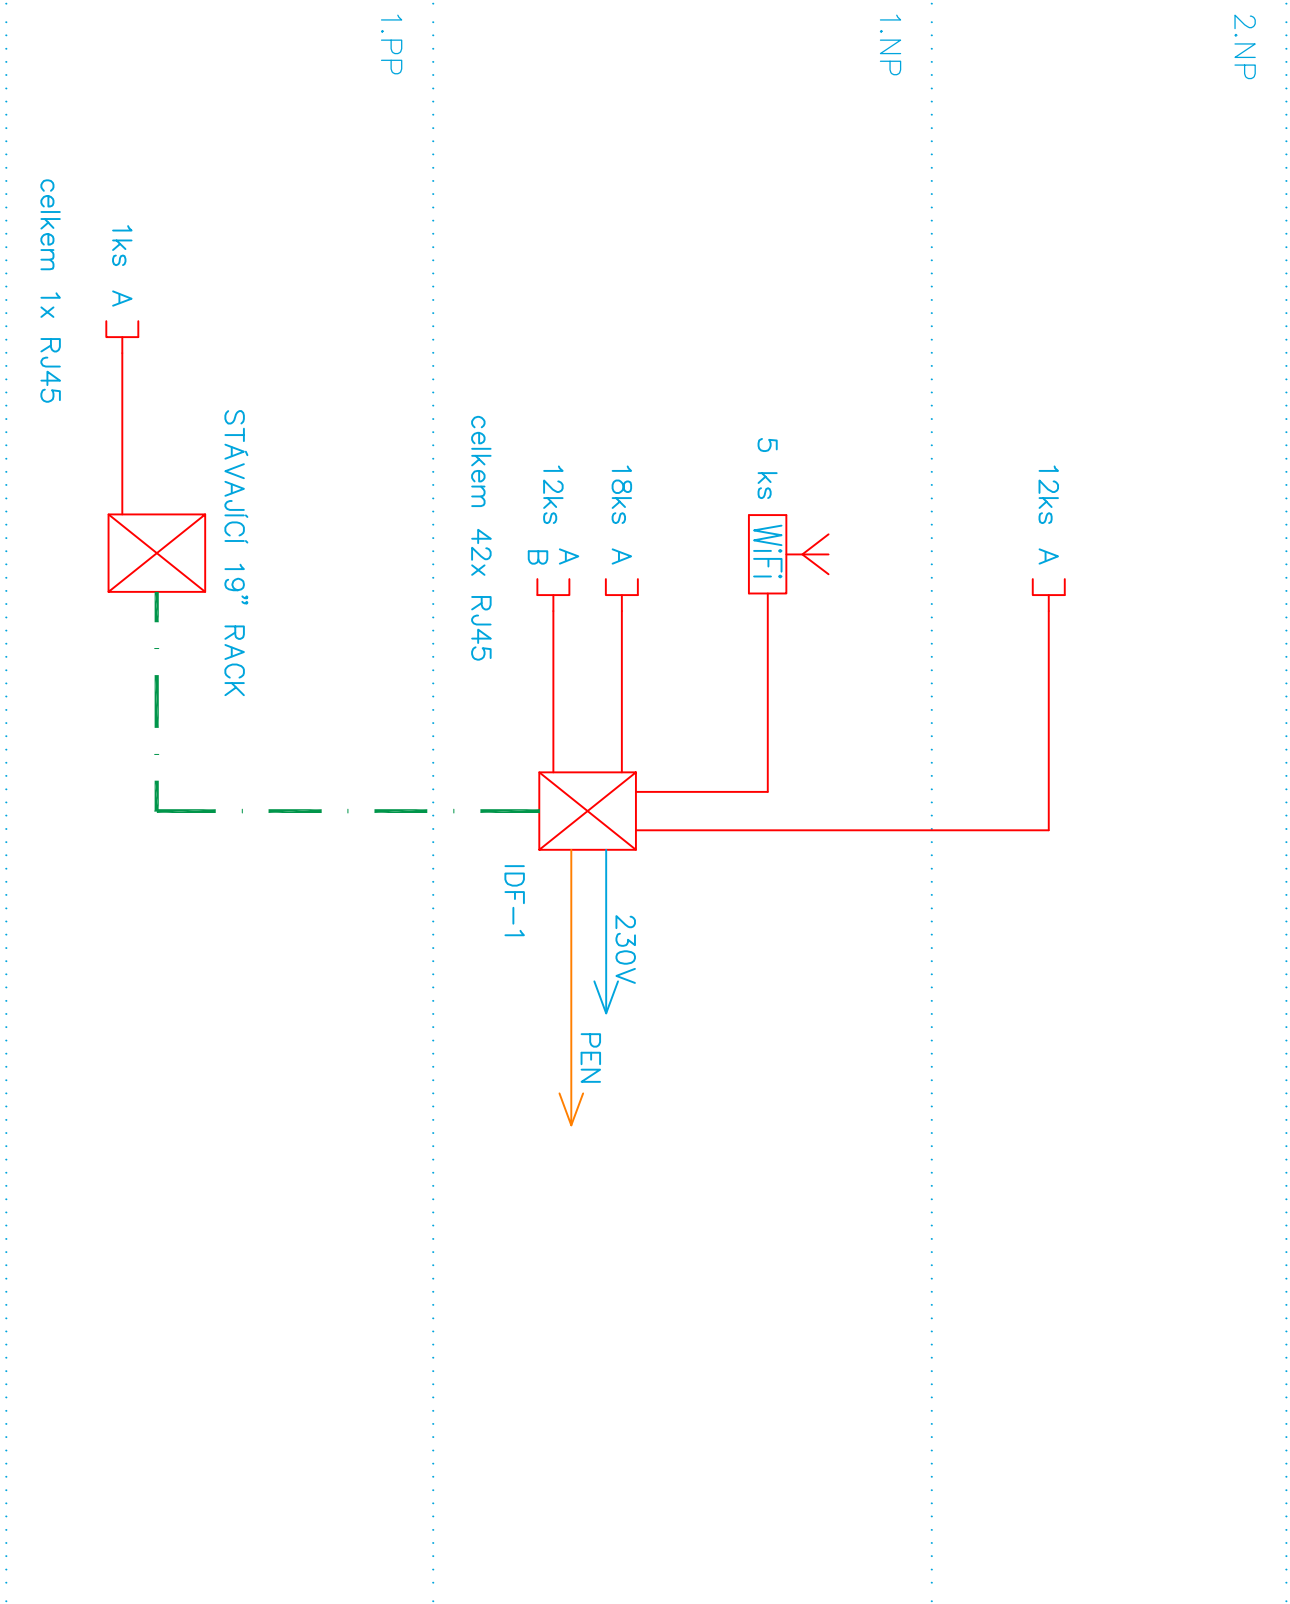 2.NP
12ks A
1.NP
5 ks
WiFi
18ks A
12ks A
B
230V
PEN
IDF-1
celkem 42x RJ45
1.PP
STÁVAJÍCÍ 19" RACK
1ks A
celkem 1x RJ45